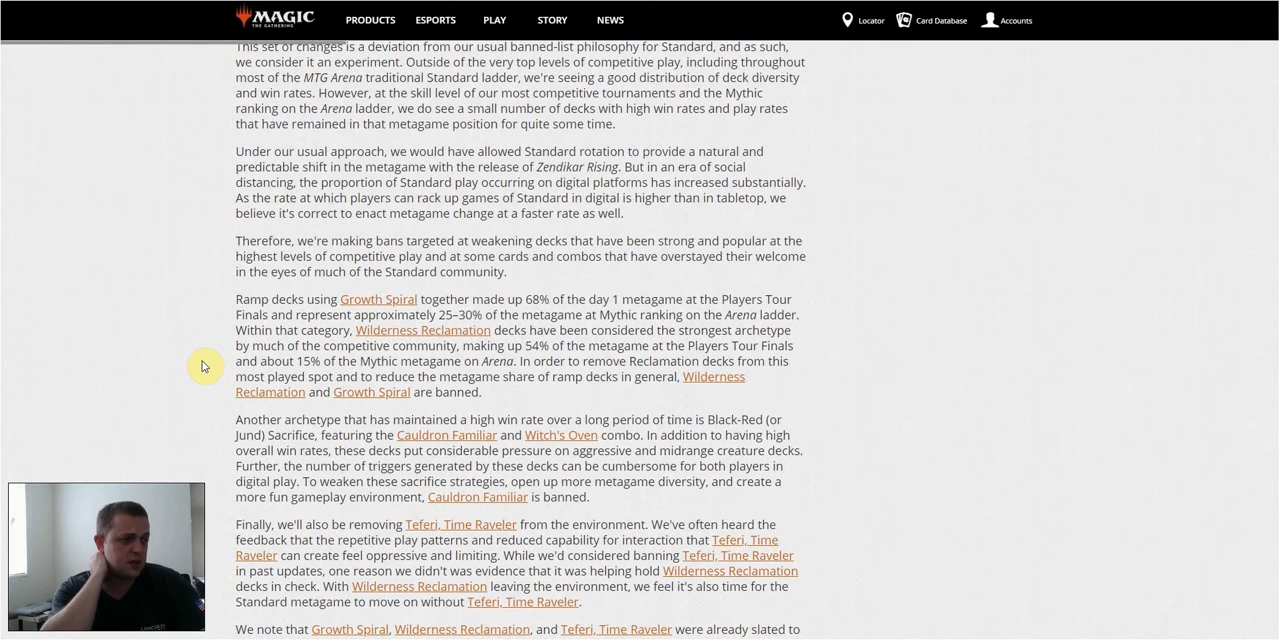 MAGIC
THE GATHERING
PRODUCTS ESPORTS PLAY STORY NEWS
Locator Card Database Accounts
This set of changes is a deviation from our usual banned-list philosophy for Standard, and as such,
we consider it an experiment. Outside of the very top levels of competitive play, including throughout
most of the MTG Arena traditional Standard ladder, we're seeing a good distribution of deck diversity
and win rates. However, at the skill level of our most competitive tournaments and the Mythic
ranking on the Arena ladder, we do see a small number of decks with high win rates and play rates
that have remained in that metagame position for quite some time.
Under our usual approach, we would have allowed Standard rotation to provide a natural and
predictable shift in the metagame with the release of Zendikar Rising. But in an era of social
distancing, the proportion of Standard play occurring on digital platforms has increased substantially.
As the rate at which players can rack up games of Standard in digital is higher than in tabletop, we
believe it's correct to enact metagame change at a faster rate as well.
Therefore, we're making bans targeted at weakening decks that have been strong and popular at the
highest levels of competitive play and at some cards and combos that have overstayed their welcome
in the eyes of much of the Standard community.
Ramp decks using Growth Spiral together made up 68% of the day 1 metagame at the Players Tour
Finals and represent approximately 25–30% of the metagame at Mythic ranking on the Arena ladder.
Within that category, Wilderness Reclamation decks have been considered the strongest archetype
by much of the competitive community, making up 54% of the metagame at the Players Tour Finals
and about 15% of the Mythic metagame on Arena. In order to remove Reclamation decks from this
most played spot and to reduce the metagame share of ramp decks in general, Wilderness
Reclamation and Growth Spiral are banned.
Another archetype that has maintained a high win rate over a long period of time is Black-Red (or
Jund) Sacrifice, featuring the Cauldron Familiar and Witch's Oven combo. In addition to having high
overall win rates, these decks put considerable pressure on aggressive and midrange creature decks.
Further, the number of triggers generated by these decks can be cumbersome for both players in
digital play. To weaken these sacrifice strategies, open up more metagame diversity, and create a
more fun gameplay environment, Cauldron Familiar is banned.
Finally, we'll also be removing Teferi, Time Raveler from the environment. We've often heard the
feedback that the repetitive play patterns and reduced capability for interaction that Teferi, Time
Raveler can create feel oppressive and limiting. While we'd considered banning Teferi, Time Raveler
in past updates, one reason we didn't was evidence that it was helping hold Wilderness Reclamation
decks in check. With Wilderness Reclamation leaving the environment, we feel it's also time for the
Standard metagame to move on without Teferi, Time Raveler.
We note that Growth Spiral, Wilderness Reclamation, and Teferi, Time Raveler were already slated to